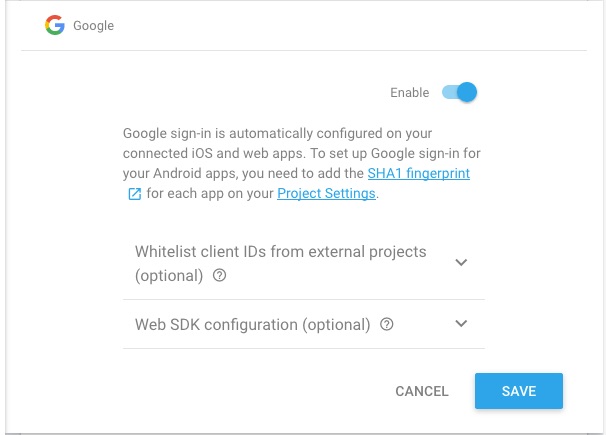 Google
Enable
Google sign-in is automatically configured on your
connected iOS and web apps. To set up Google sign-in for
your Android apps, you need to add the SHA1 fingerprint
for each app on your Project Settings.
Whitelist client IDs from external projects
(optional)
Web SDK configuration (optional)
CANCEL SAVE